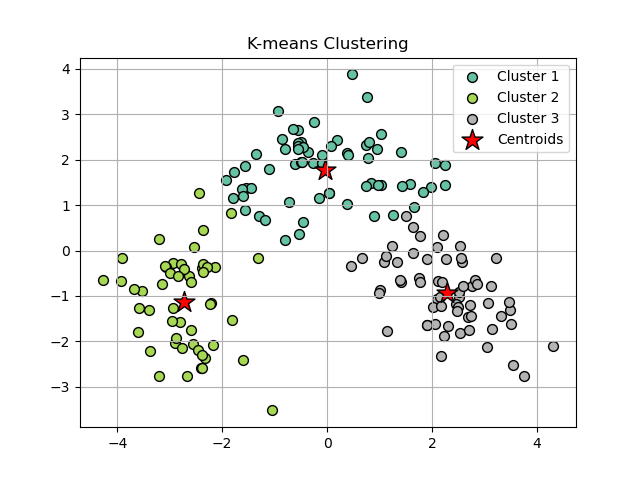 K-means Clustering
Cluster 1
Cluster 2
Cluster 3
Centroids
4
3
2
1
0
−1
−2
−3
−4
−2
0
2
4